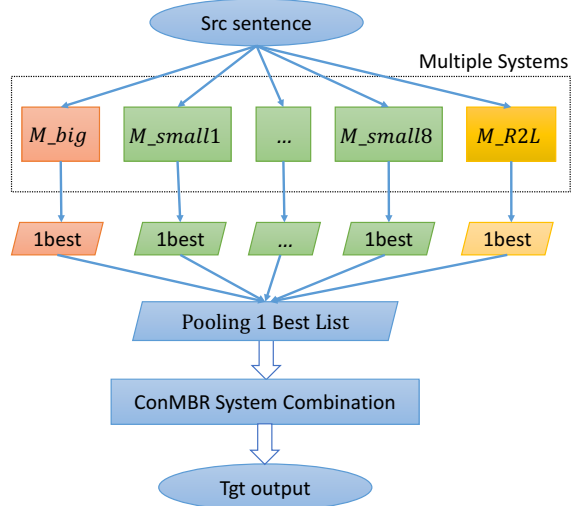 Src sentence
Multiple Systems
M_big
M_small1
...
M_small8
M_R2L
1best
1best
...
1best
1best
Pooling 1 Best List
ConMBR System Combination
Tgt output